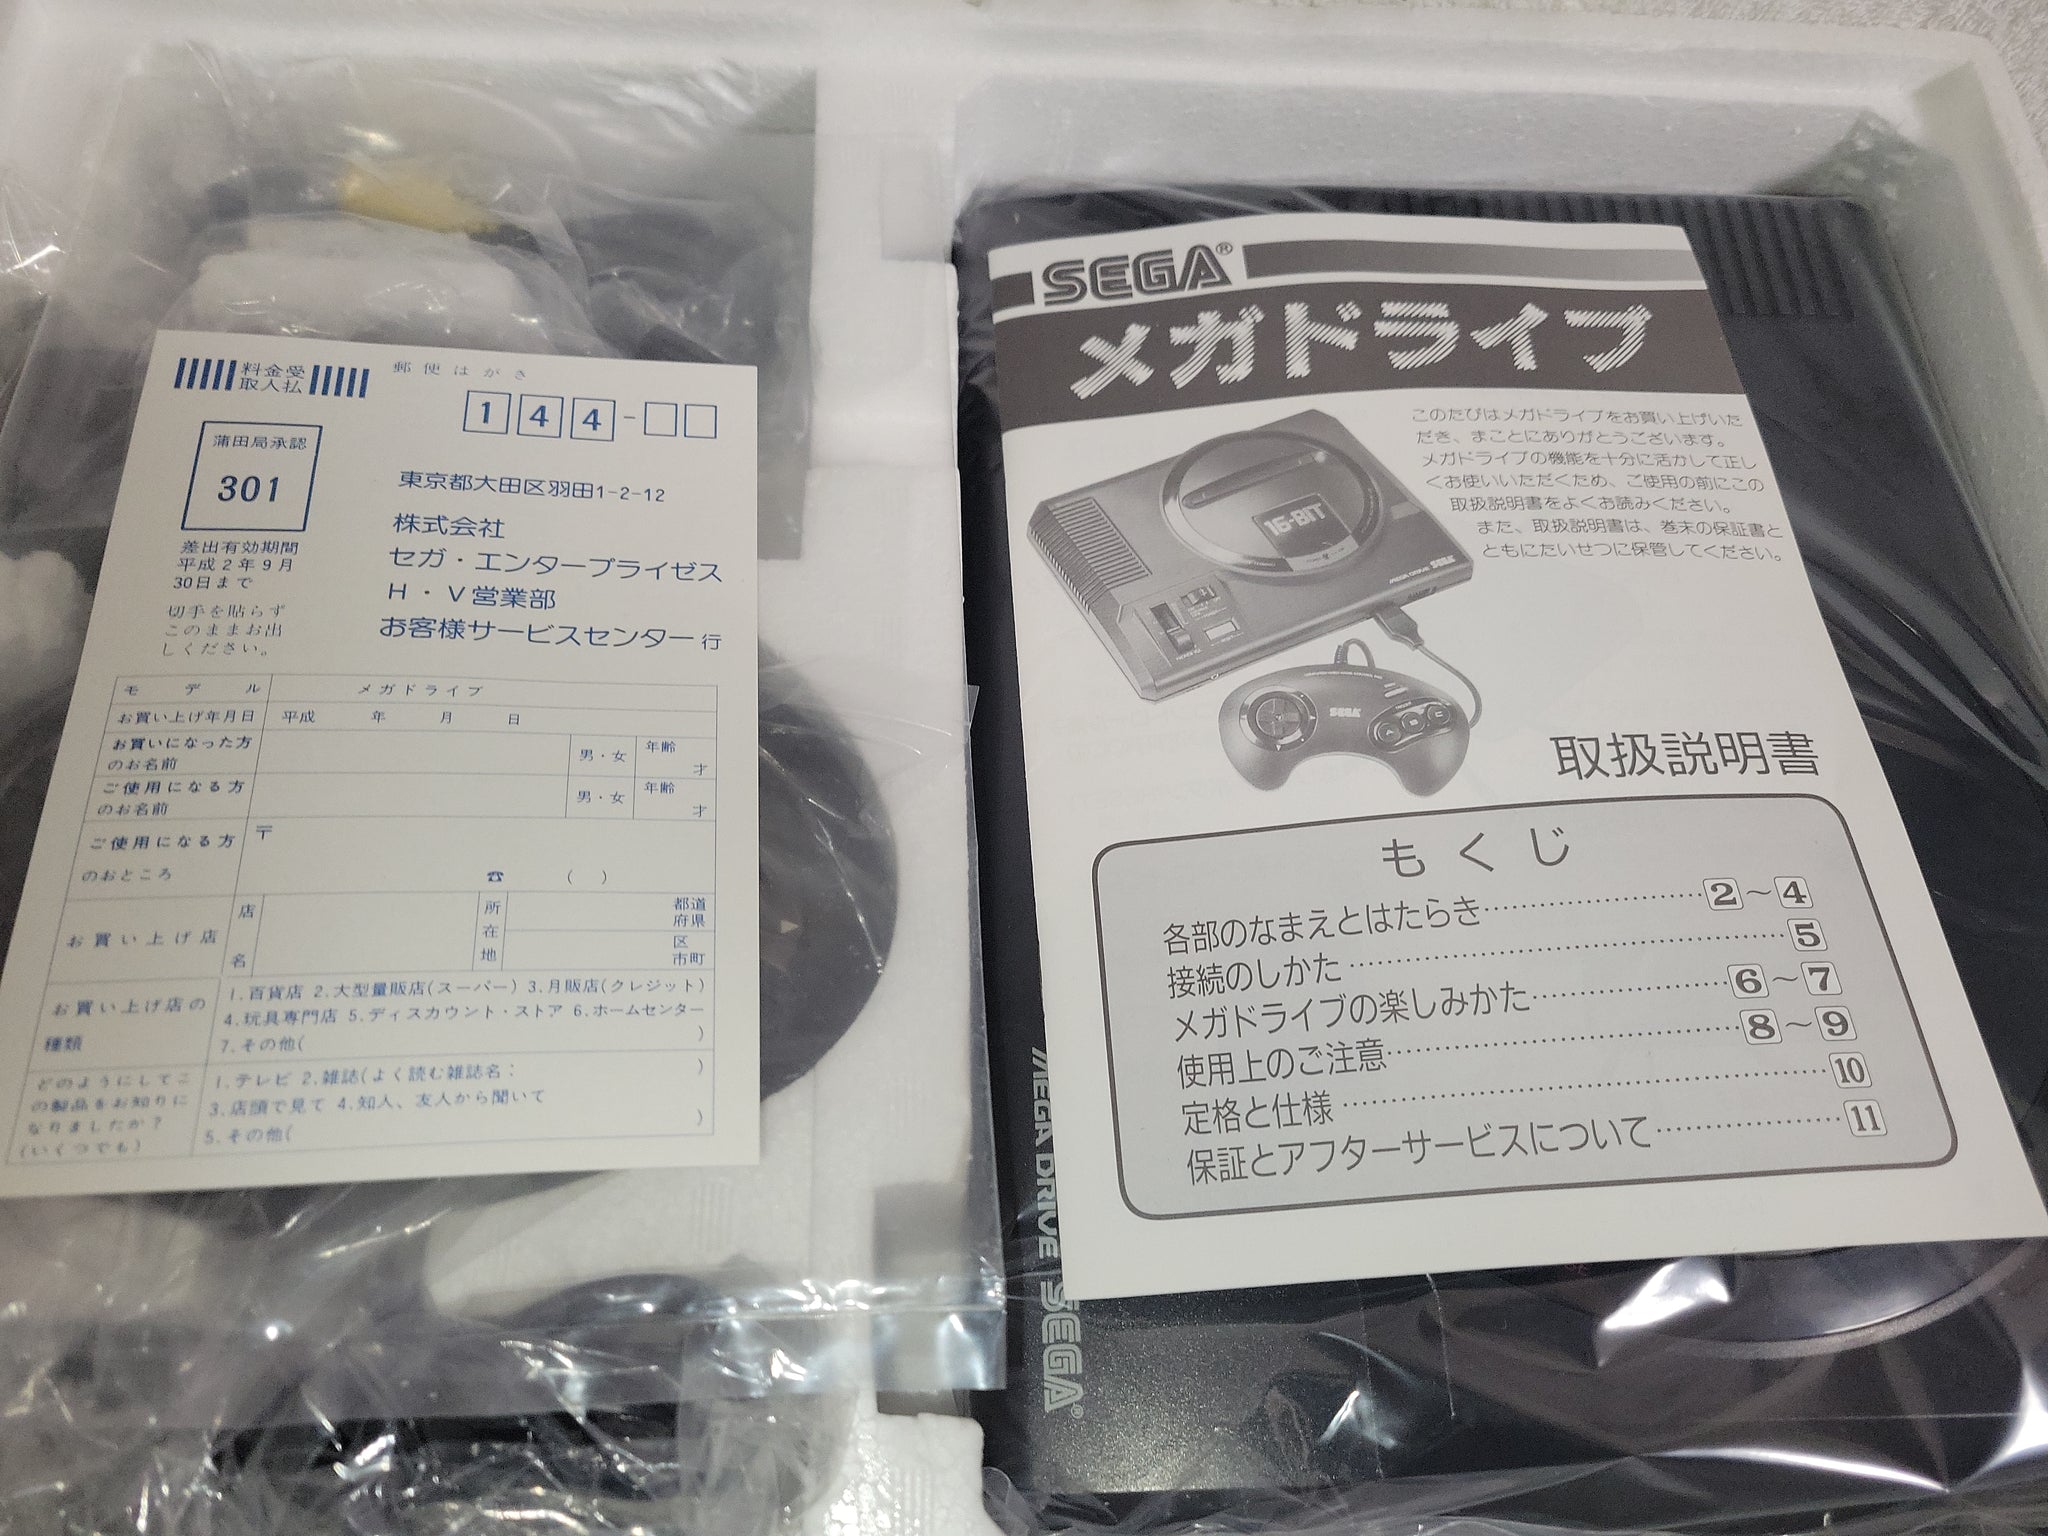 料金受
取人払
郵便はがき
144-
蒲田局承認
301
差出有効期間
平成2年9月
30日まで
切手を貼らず
このままお出
しください。
東京都大田区羽田1-2-12
株式会社
セガ・エンタープライゼス
H・V営業部
お客様サービスセンター行
モデル メガドライブ
お買い上げ年月日 平成 年 月 日
お買いになった方
のお名前
男・女 年齢
才
ご使用になる方
のお名前
男・女 年齢
才
ご使用になる方
のおところ
〒
☎ ( )
お買い上げ店
店名
所在地
都道
府県
区
市町
お買い上げ店の
種類
1.百貨店 2.大型量販店(スーパー) 3.月販店(クレジット)
4.玩具専門店 5.ディスカウント・ストア 6.ホームセンター
7.その他( )
どのようにしてこ
の製品をお知りに
なりましたか?
(いくつでも)
1.テレビ 2.雑誌(よく読む雑誌名: )
3.店頭で見て 4.知人、友人から聞いて
5.その他( )
SEGA®
メガドライブ
このたびはメガドライブをお買い上げいた
だき、まことにありがとうございます。
メガドライブの機能を十分に活かして正し
くお使いいただくため、ご使用の前にこの
取扱説明書をよくお読みください。
また、取扱説明書は、巻末の保証書と
ともにたいせつに保管してください。
16-BIT
MEGA DRIVE SEGA
SEGA
取扱説明書
もくじ
各部のなまえとはたらき 2〜4
接続のしかた 5
メガドライブの楽しみかた 6〜7
使用上のご注意 8〜9
定格と仕様 10
保証とアフターサービスについて 11
MEGA DRIVE SEGA®